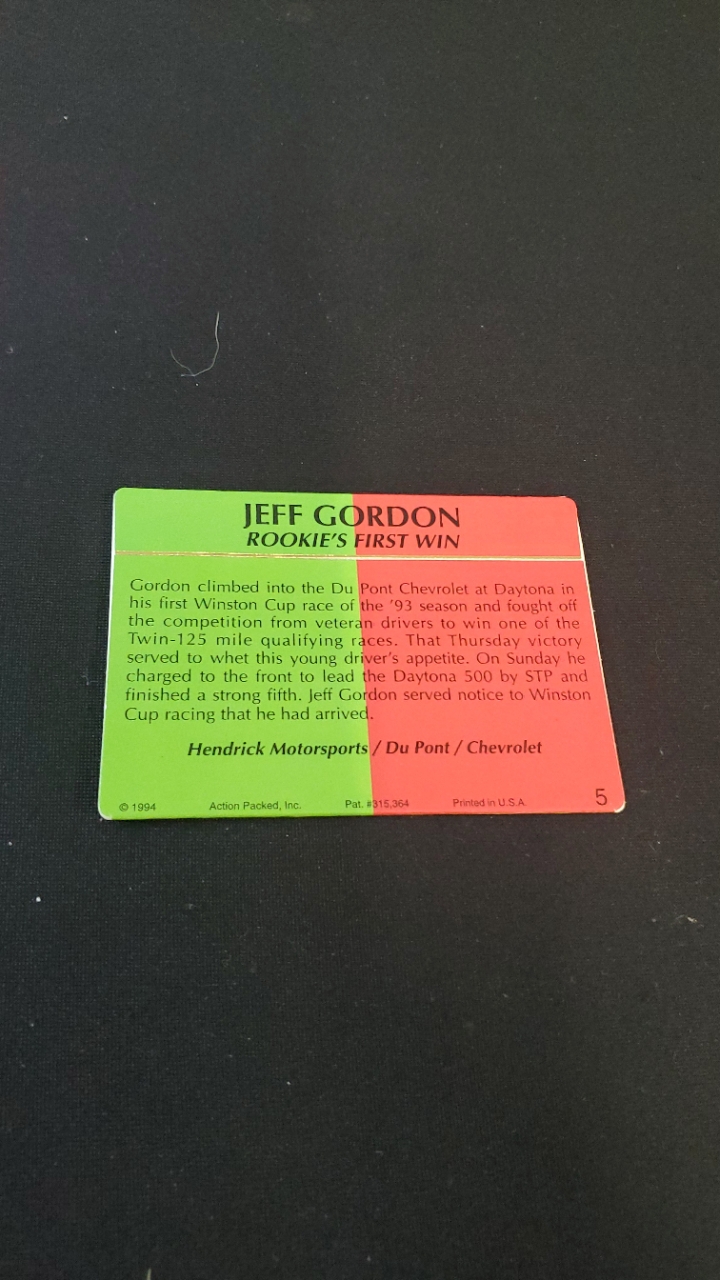 JEFF GORDON
ROOKIE'S FIRST WIN
Gordon climbed into the Du Pont Chevrolet at Daytona in
his first Winston Cup race of the '93 season and fought off
the competition from veteran drivers to win one of the
Twin-125 mile qualifying races. That Thursday victory
served to whet this young driver's appetite. On Sunday he
charged to the front to lead the Daytona 500 by STP and
finished a strong fifth. Jeff Gordon served notice to Winston
Cup racing that he had arrived.
Hendrick Motorsports / Du Pont / Chevrolet
© 1994 Action Packed, Inc. Pat. #315,364 Printed in U.S.A. 5